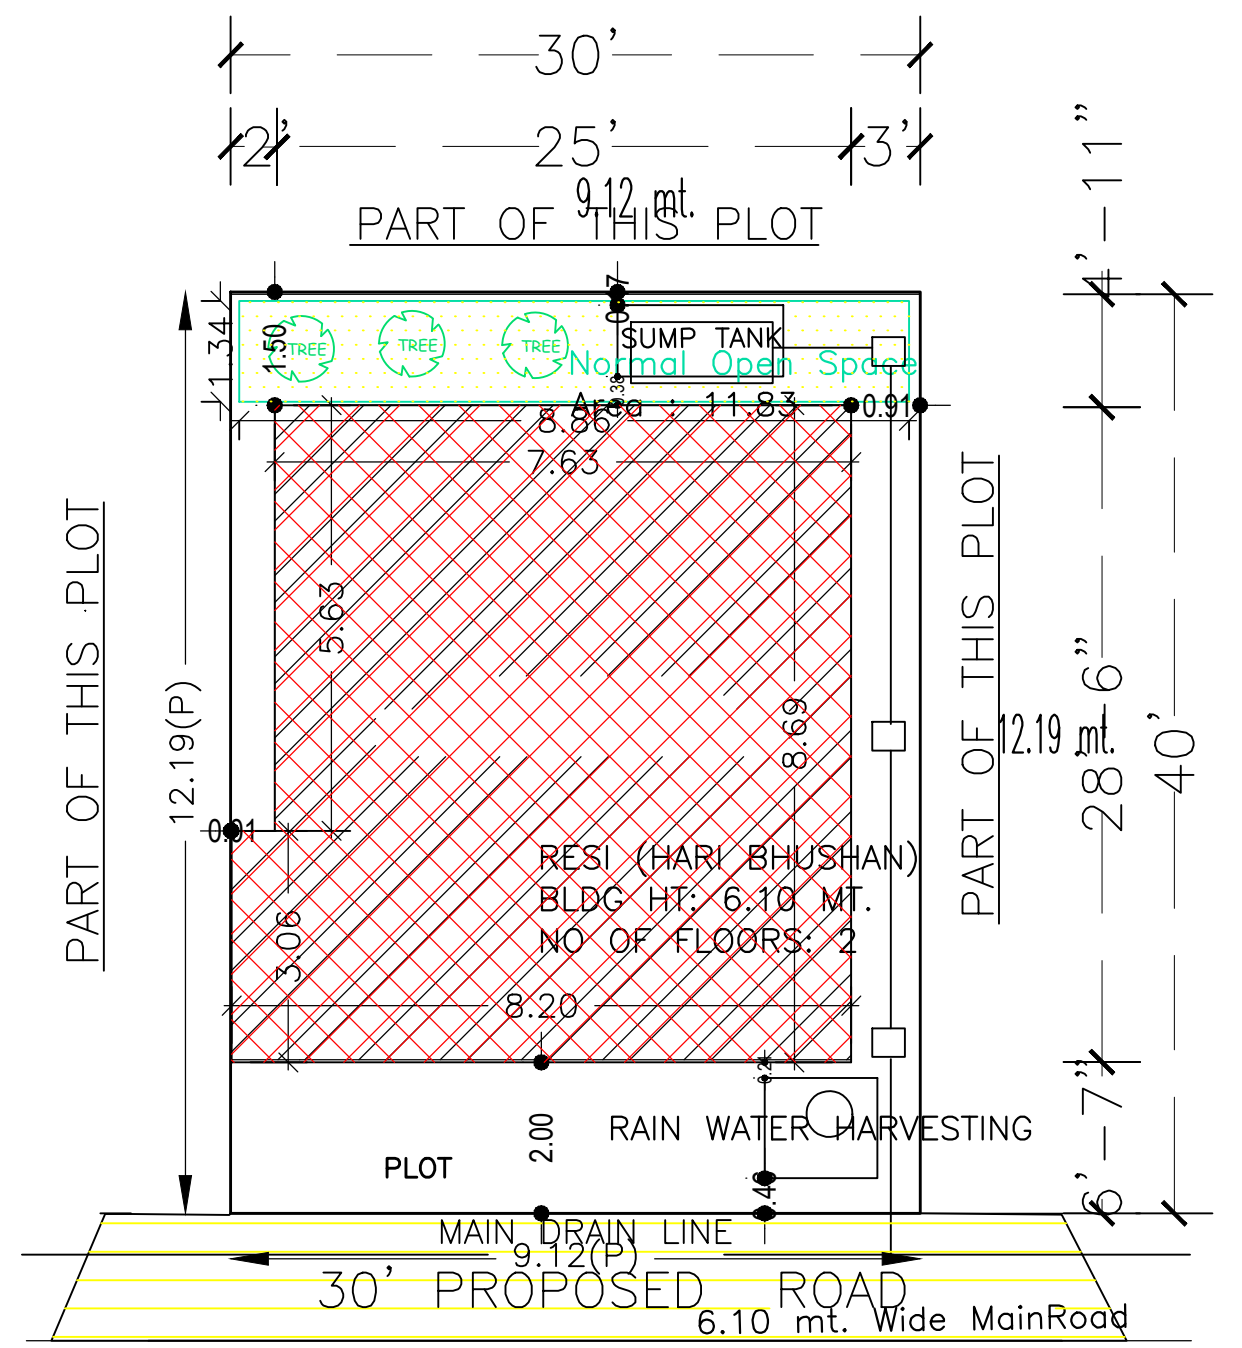 30'
2' 25' 3'
9.12 mt.
PART OF THIS PLOT
4'-11"
1.34
1.50
TREE TREE TREE
SUMP TANK
Normal Open Space
Area : 11.83
0.38
8.86
0.91
7.63
5.63
8.69
PART OF THIS PLOT
12.19(P)
PART OF THIS PLOT
12.19 mt.
28'-6"
40'
0.91
RESI (HARI BHUSHAN)
BLDG HT: 6.10 MT.
NO OF FLOORS: 2
3.06
8.20
2.00
RAIN WATER HARVESTING
PLOT
6'-7"
MAIN DRAIN LINE
9.12(P)
30' PROPOSED ROAD
6.10 mt. Wide MainRoad